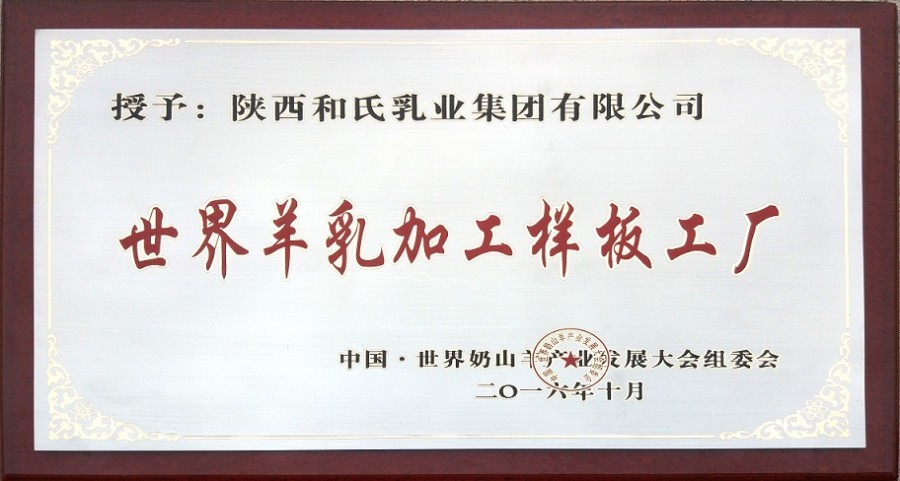 授予：陕西和氏乳业集团有限公司
世界羊乳加工样板工厂
中国·世界奶山羊产业发展大会组委会
二〇一六年十月